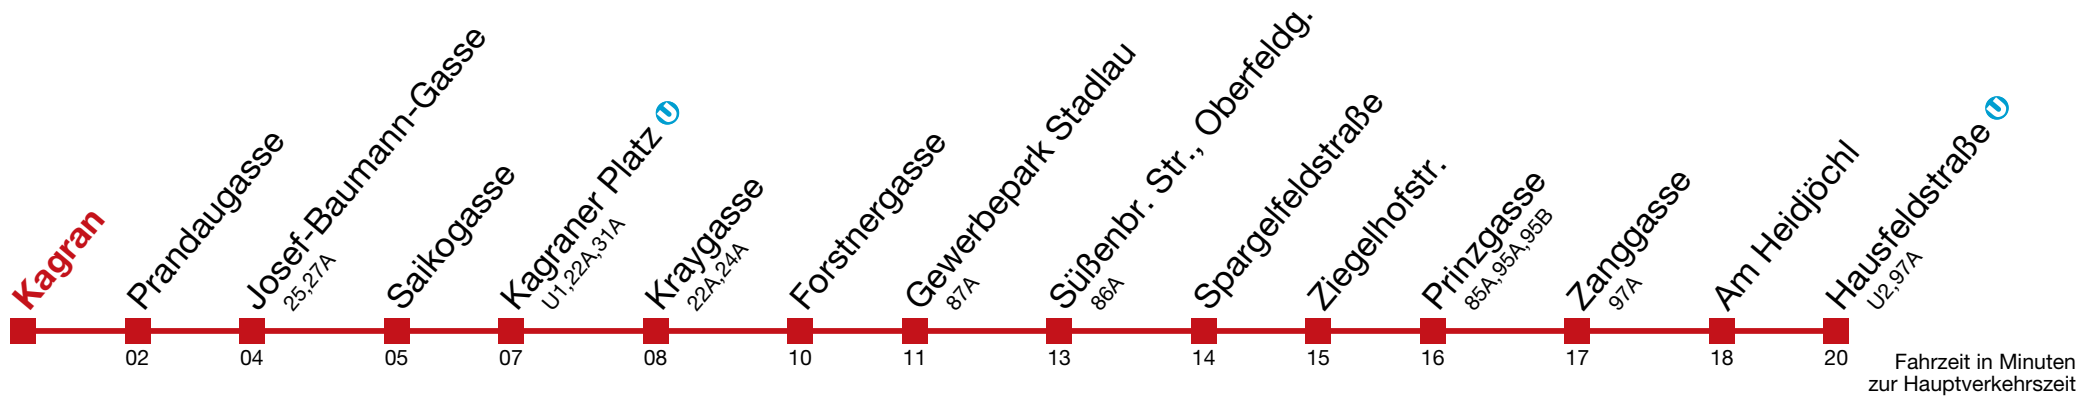 Kagran
Prandaugasse
02
Josef-Baumann-Gasse
25,27A
04
Saikogasse
05
Kagraner Platz U
U1,22A,31A
07
Kraygasse
22A,24A
08
Forstnergasse
10
Gewerbepark Stadlau
87A
11
Süßenbr. Str., Oberfeldg.
86A
13
Spargelfeldstraße
14
Ziegelhofstr.
15
Prinzgasse
85A,95A,95B
16
Zanggasse
97A
17
Am Heidjöchl
18
Hausfeldstraße U
U2,97A
20
Fahrzeit in Minuten
zur Hauptverkehrszeit